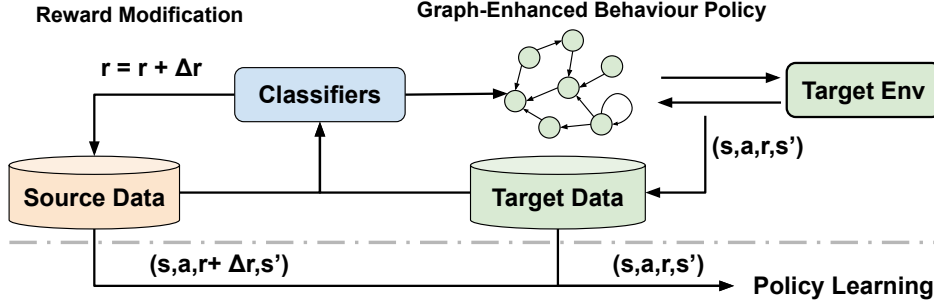 Reward Modification
Graph-Enhanced Behaviour Policy
r = r + Δr
Classifiers
Target Env
(s,a,r,s’)
Source Data
Target Data
(s,a,r+ Δr,s’)
(s,a,r,s’)
Policy Learning